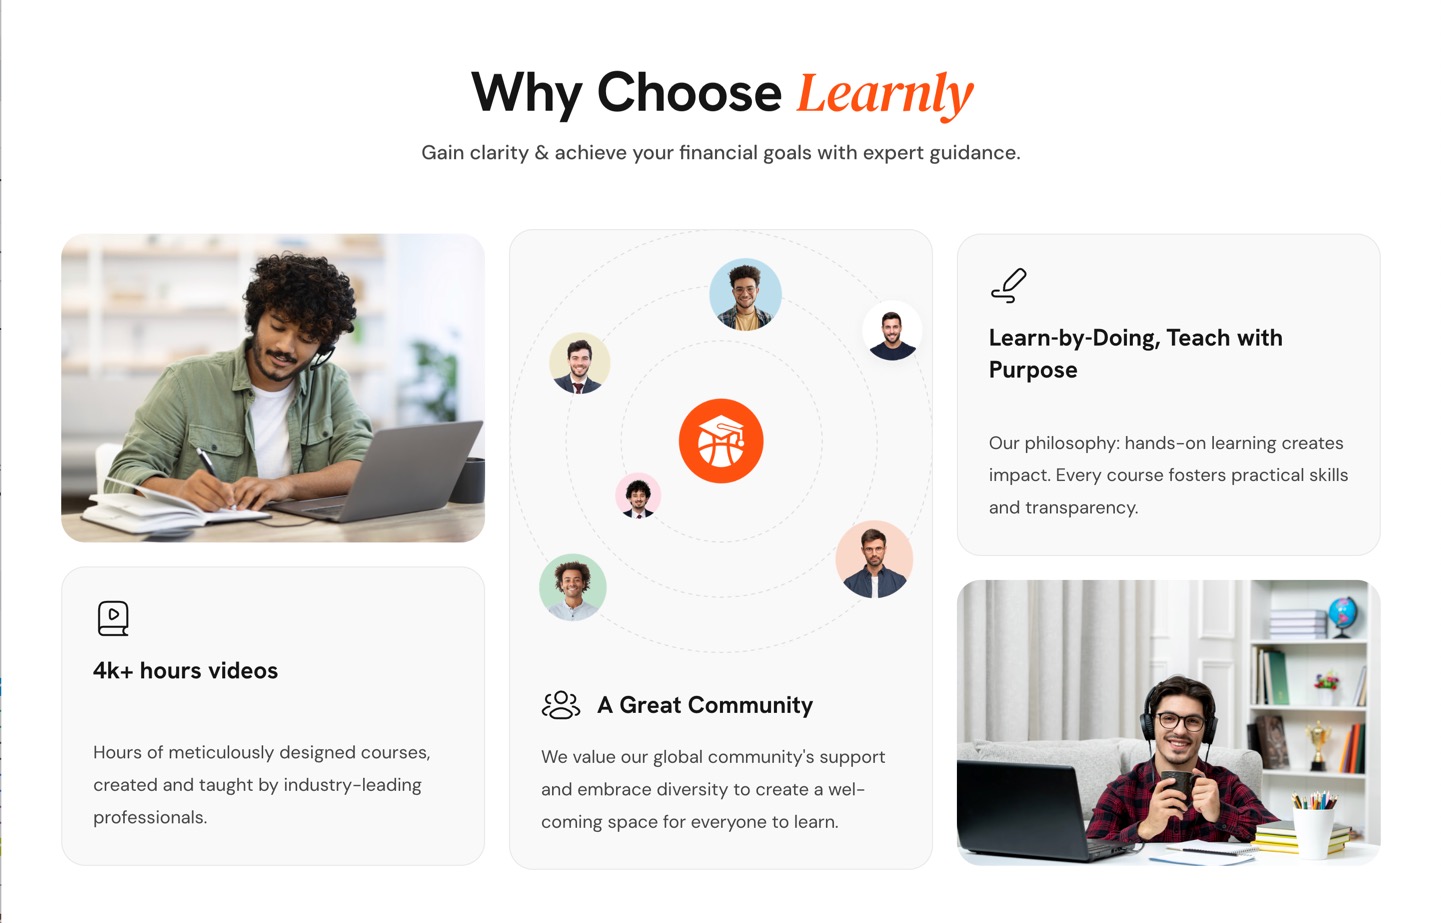 Why Choose Learnly
Gain clarity & achieve your financial goals with expert guidance.
4k+ hours videos
Hours of meticulously designed courses,
created and taught by industry-leading
professionals.
A Great Community
We value our global community's support
and embrace diversity to create a wel-
coming space for everyone to learn.
Learn-by-Doing, Teach with
Purpose
Our philosophy: hands-on learning creates
impact. Every course fosters practical skills
and transparency.